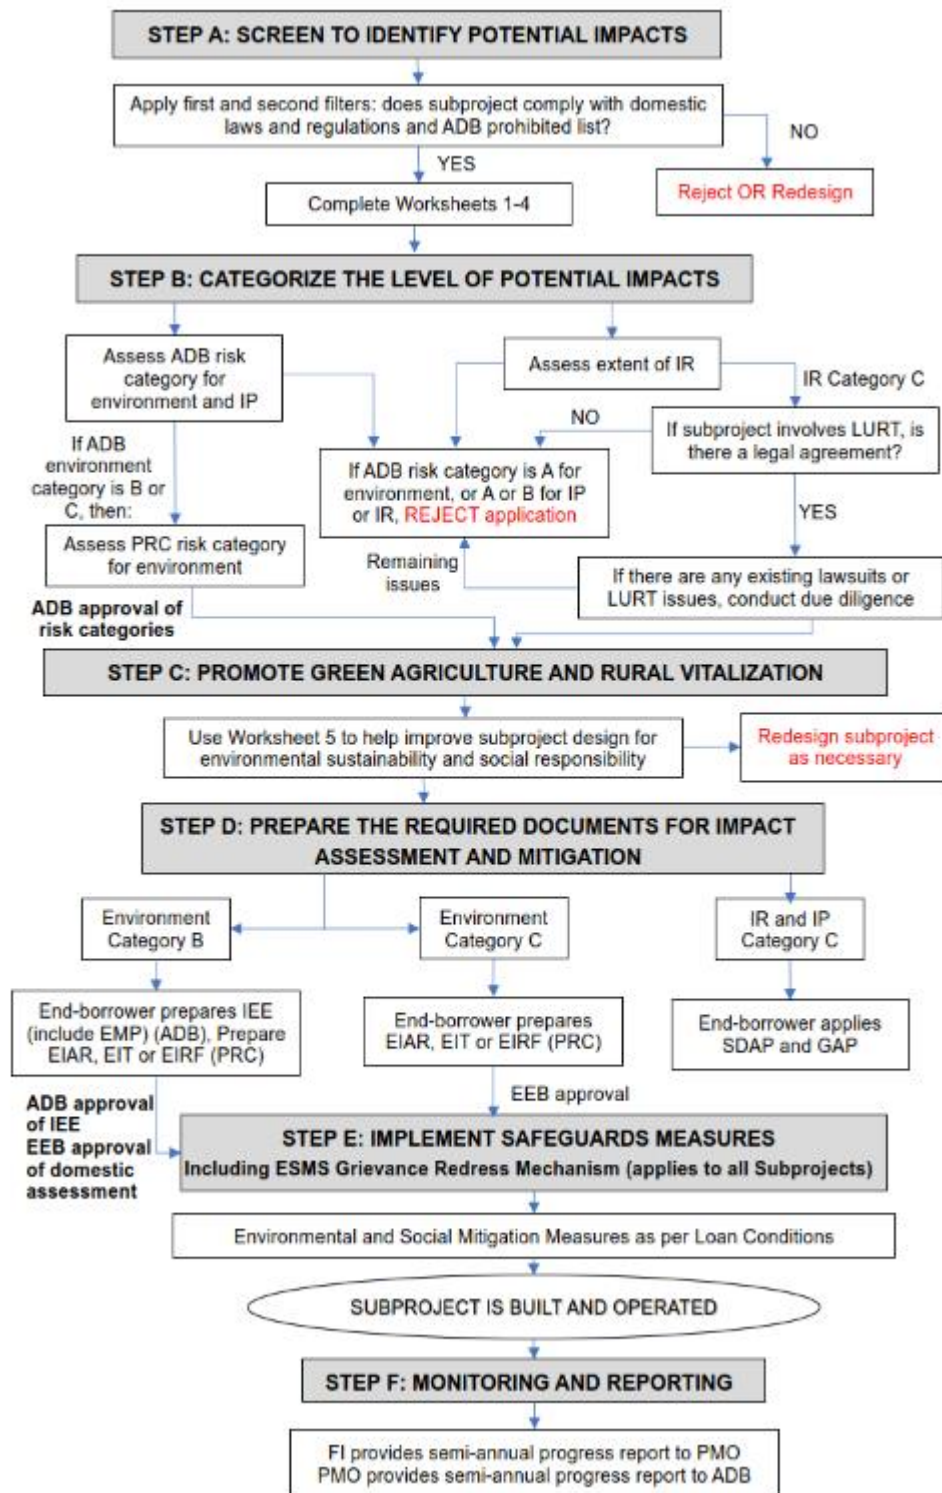 STEP A: SCREEN TO IDENTIFY POTENTIAL IMPACTS
Apply first and second filters: does subproject comply with domestic
laws and regulations and ADB prohibited list?
NO
YES
Reject OR Redesign
Complete Worksheets 1-4
STEP B: CATEGORIZE THE LEVEL OF POTENTIAL IMPACTS
Assess ADB risk
category for
environment and IP
Assess extent of IR
IR Category C
NO
If subproject involves LURT, is
there a legal agreement?
If ADB
environment
category is B or
C, then:
If ADB risk category is A for
environment, or A or B for IP
or IR, REJECT application
YES
Assess PRC risk category
for environment
Remaining
issues
If there are any existing lawsuits or
LURT issues, conduct due diligence
ADB approval of
risk categories
STEP C: PROMOTE GREEN AGRICULTURE AND RURAL VITALIZATION
Use Worksheet 5 to help improve subproject design for
environmental sustainability and social responsibility
Redesign subproject
as necessary
STEP D: PREPARE THE REQUIRED DOCUMENTS FOR IMPACT
ASSESSMENT AND MITIGATION
Environment
Category B
Environment
Category C
IR and IP
Category C
End-borrower prepares IEE
(include EMP) (ADB), Prepare
EIAR, EIT or EIRF (PRC)
End-borrower prepares
EIAR, EIT or EIRF (PRC)
End-borrower applies
SDAP and GAP
ADB approval
of IEE
EEB approval
of domestic
assessment
EEB approval
STEP E: IMPLEMENT SAFEGUARDS MEASURES
Including ESMS Grievance Redress Mechanism (applies to all Subprojects)
Environmental and Social Mitigation Measures as per Loan Conditions
SUBPROJECT IS BUILT AND OPERATED
STEP F: MONITORING AND REPORTING
FI provides semi-annual progress report to PMO
PMO provides semi-annual progress report to ADB